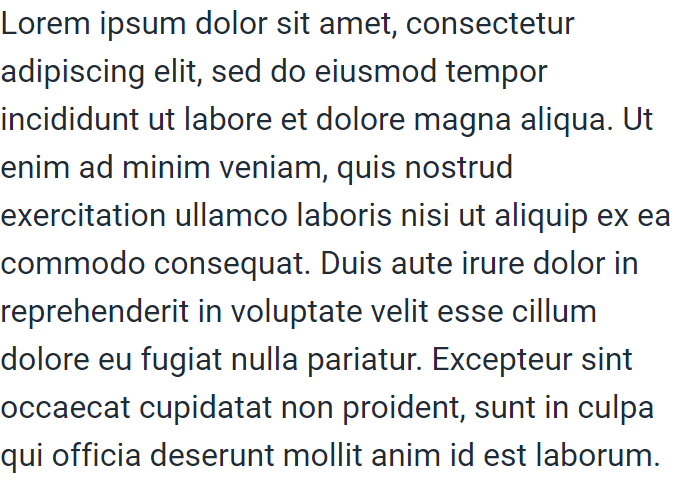 Lorem ipsum dolor sit amet, consectetur
adipiscing elit, sed do eiusmod tempor
incididunt ut labore et dolore magna aliqua. Ut
enim ad minim veniam, quis nostrud
exercitation ullamco laboris nisi ut aliquip ex ea
commodo consequat. Duis aute irure dolor in
reprehenderit in voluptate velit esse cillum
dolore eu fugiat nulla pariatur. Excepteur sint
occaecat cupidatat non proident, sunt in culpa
qui officia deserunt mollit anim id est laborum.